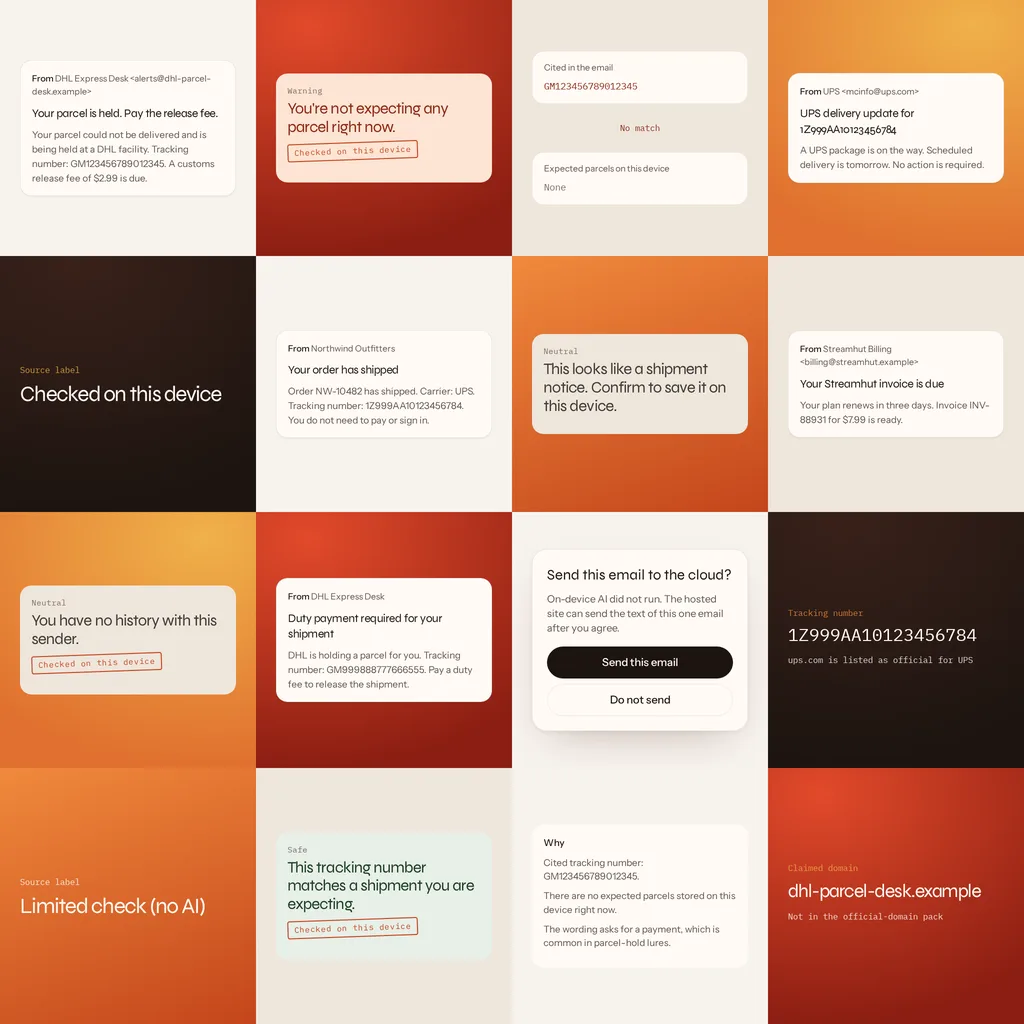 From DHL Express Desk <alerts@dhl-parcel-
desk.example>
Your parcel is held. Pay the release fee.
Your parcel could not be delivered and is
being held at a DHL facility. Tracking
number: GM123456789012345. A customs
release fee of $2.99 is due.
Warning
You're not expecting any
parcel right now.
Checked on this device
Cited in the email
GM123456789012345
No match
Expected parcels on this device
None
From UPS <mcinfo@ups.com>
UPS delivery update for
1Z999AA10123456784
A UPS package is on the way. Scheduled
delivery is tomorrow. No action is required.
Source label
Checked on this device
From Northwind Outfitters
Your order has shipped
Order NW-10482 has shipped. Carrier: UPS.
Tracking number: 1Z999AA10123456784.
You do not need to pay or sign in.
Neutral
This looks like a shipment
notice. Confirm to save it on
this device.
From Streamhut Billing
<billing@streamhut.example>
Your Streamhut invoice is due
Your plan renews in three days. Invoice INV-
88931 for $7.99 is ready.
Neutral
You have no history with this
sender.
Checked on this device
From DHL Express Desk
Duty payment required for your
shipment
DHL is holding a parcel for you. Tracking
number: GM999888777666555. Pay a duty
fee to release the shipment.
Send this email to the cloud?
On-device AI did not run. The hosted
site can send the text of this one email
after you agree.
Send this email
Do not send
Tracking number
1Z999AA10123456784
ups.com is listed as official for UPS
Source label
Limited check (no AI)
Safe
This tracking number
matches a shipment you are
expecting.
Checked on this device
Why
Cited tracking number:
GM123456789012345.
There are no expected parcels stored on this
device right now.
The wording asks for a payment, which is
common in parcel-hold lures.
Claimed domain
dhl-parcel-desk.example
Not in the official-domain pack